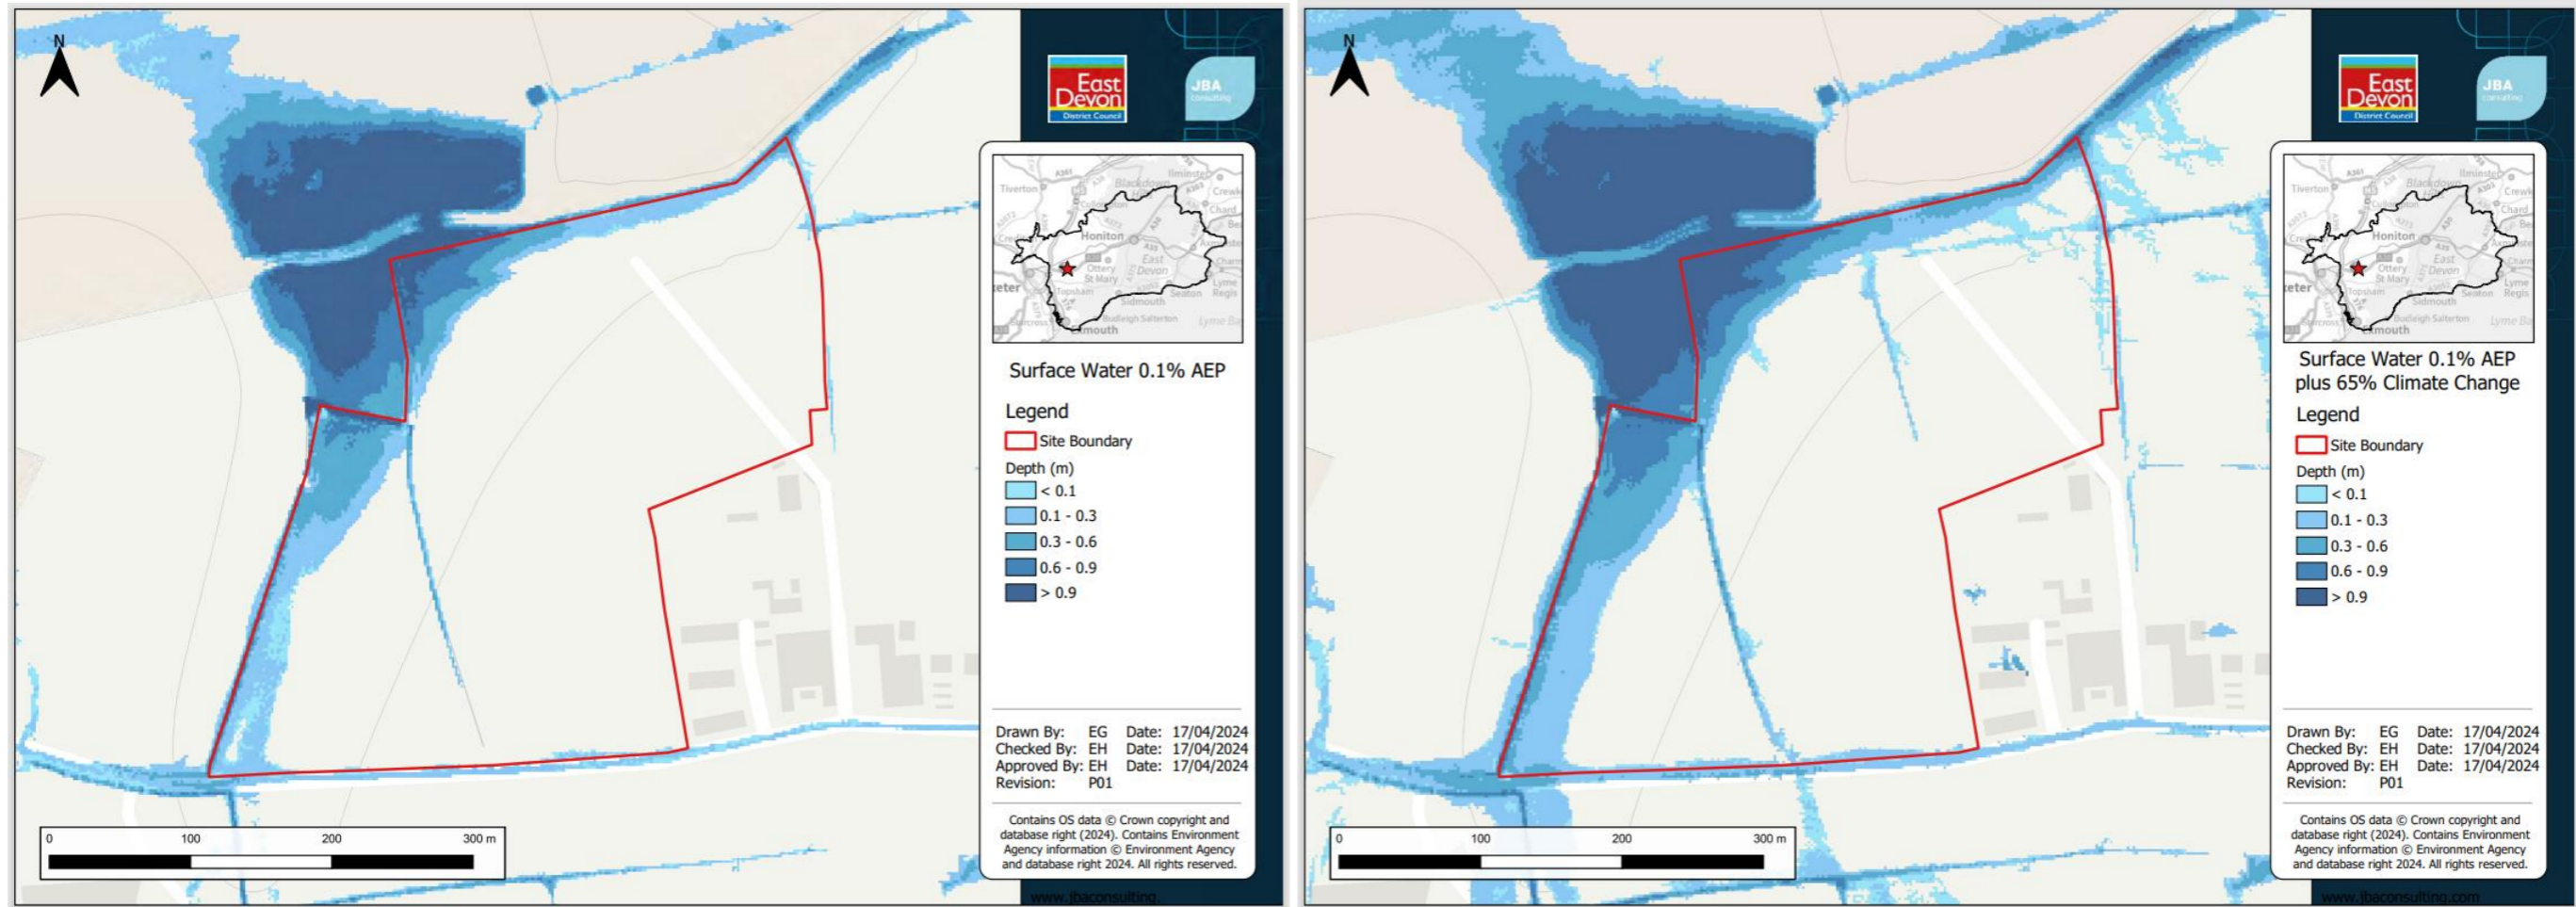 N
East
Devon
District Council
JBA
consulting
Tiverton
Ilminster
Blackdown
Honiton
East
Devon
Ottery
St Mary
Topsham
Sidmouth
Seaton
Lyme
Regis
Budleigh Salterton
Surface Water 0.1% AEP
Legend
Site Boundary
Depth (m)
< 0.1
0.1 - 0.3
0.3 - 0.6
0.6 - 0.9
> 0.9
Drawn By: EG Date: 17/04/2024
Checked By: EH Date: 17/04/2024
Approved By: EH Date: 17/04/2024
Revision: P01
Contains OS data © Crown copyright and
database right (2024). Contains Environment
Agency information © Environment Agency
and database right 2024. All rights reserved.
www.jbaconsulting.
0 100 200 300 m
N
East
Devon
District Council
JBA
consulting
Tiverton
Ilminster
Blackdown
Honiton
East
Devon
Ottery
St Mary
Topsham
Sidmouth
Seaton
Lyme
Regis
Budleigh Salterton
Surface Water 0.1% AEP
plus 65% Climate Change
Legend
Site Boundary
Depth (m)
< 0.1
0.1 - 0.3
0.3 - 0.6
0.6 - 0.9
> 0.9
Drawn By: EG Date: 17/04/2024
Checked By: EH Date: 17/04/2024
Approved By: EH Date: 17/04/2024
Revision: P01
Contains OS data © Crown copyright and
database right (2024). Contains Environment
Agency information © Environment Agency
and database right 2024. All rights reserved.
www.jbaconsulting.com
0 100 200 300 m